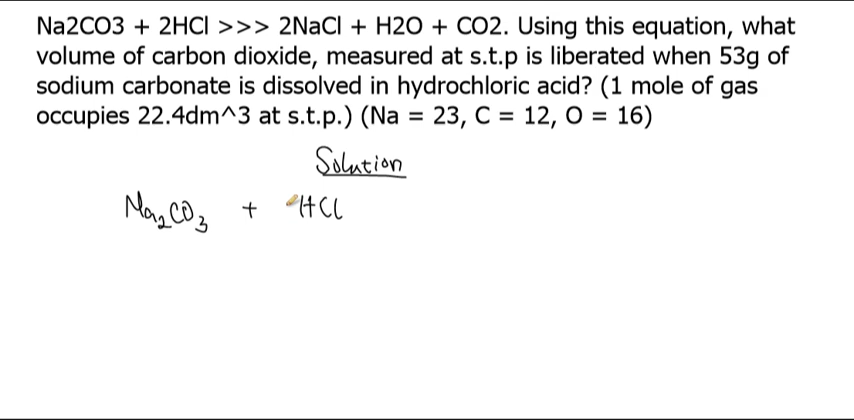 Na2CO3 + 2HCl >>> 2NaCl + H2O + CO2. Using this equation, what
volume of carbon dioxide, measured at s.t.p is liberated when 53g of
sodium carbonate is dissolved in hydrochloric acid? (1 mole of gas
occupies 22.4dm^3 at s.t.p.) (Na = 23, C = 12, O = 16)
Solution
Na₂CO₃ + HCl